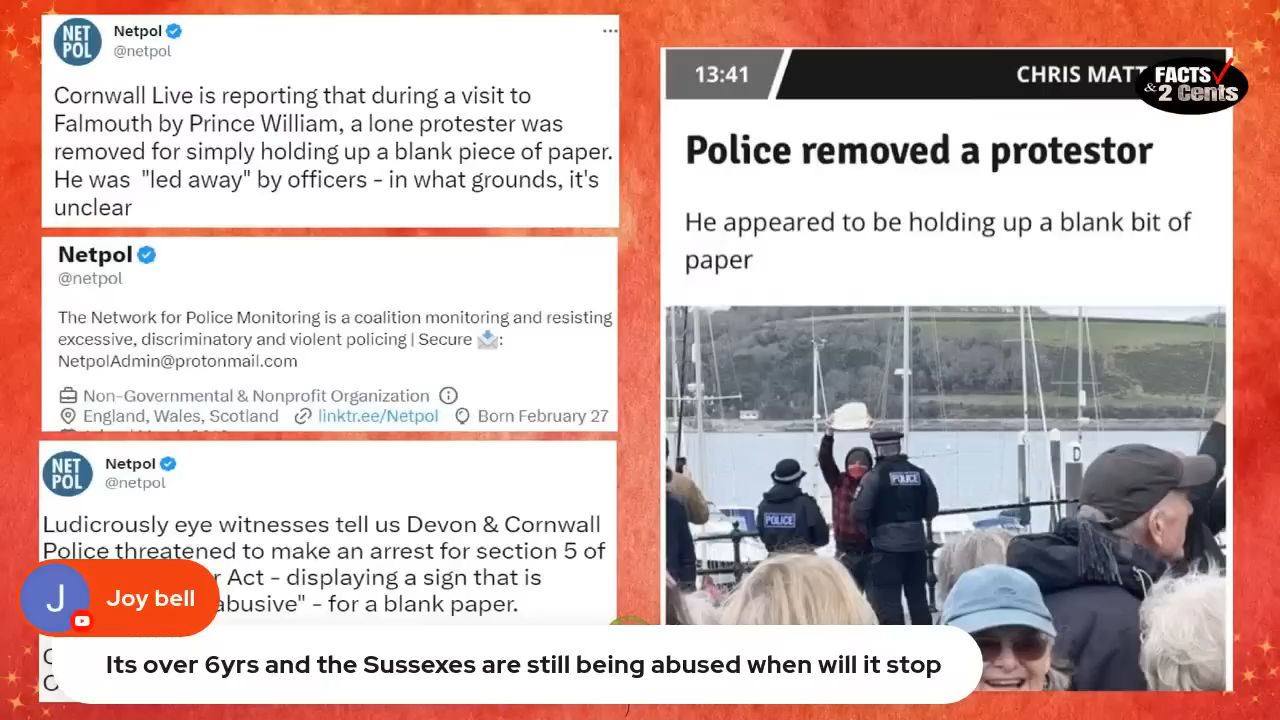 NET
POL
Netpol
@netpol
Cornwall Live is reporting that during a visit to
Falmouth by Prince William, a lone protester was
removed for simply holding up a blank piece of paper.
He was "led away" by officers - in what grounds, it's
unclear
Netpol
@netpol
The Network for Police Monitoring is a coalition monitoring and resisting
excessive, discriminatory and violent policing | Secure 📩:
NetpolAdmin@protonmail.com
Non-Governmental & Nonprofit Organization
England, Wales, Scotland linktr.ee/Netpol Born February 27
NET
POL
Netpol
@netpol
Ludicrously eye witnesses tell us Devon & Cornwall
Police threatened to make an arrest for section 5 of
Act - displaying a sign that is
abusive" - for a blank paper.
J
Joy bell
Its over 6yrs and the Sussexes are still being abused when will it stop
13:41
CHRIS MATT
FACTS
& 2 Cents
Police removed a protestor
He appeared to be holding up a blank bit of
paper
POLICE
POLICE
D